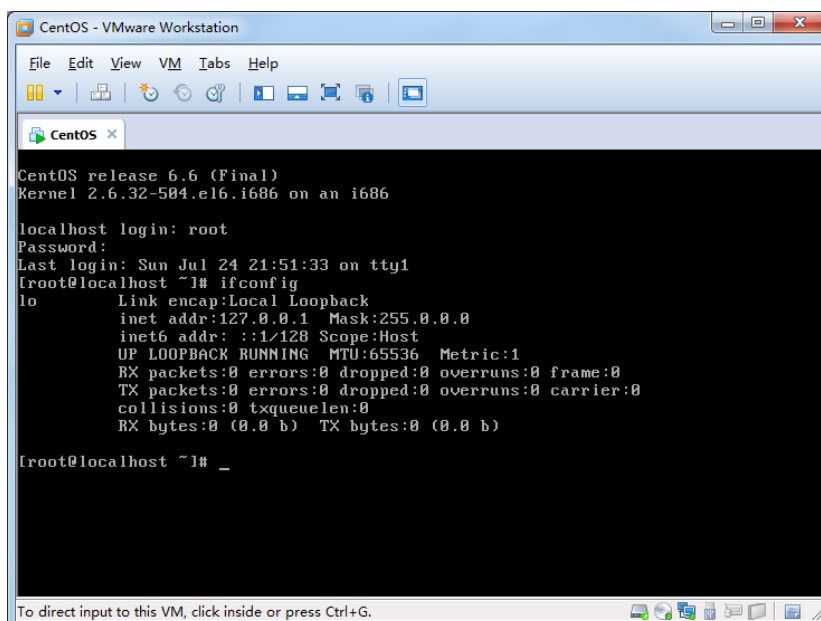 CentOS - VMware Workstation
File Edit View VM Tabs Help
CentOS
CentOS release 6.6 (Final)
Kernel 2.6.32-504.el6.i686 on an i686
localhost login: root
Password:
Last login: Sun Jul 24 21:51:33 on tty1
[root@localhost ~]# ifconfig
lo        Link encap:Local Loopback
          inet addr:127.0.0.1  Mask:255.0.0.0
          inet6 addr: ::1/128 Scope:Host
          UP LOOPBACK RUNNING  MTU:65536  Metric:1
          RX packets:0 errors:0 dropped:0 overruns:0 frame:0
          TX packets:0 errors:0 dropped:0 overruns:0 carrier:0
          collisions:0 txqueuelen:0
          RX bytes:0 (0.0 b)  TX bytes:0 (0.0 b)
[root@localhost ~]# _
To direct input to this VM, click inside or press Ctrl+G.